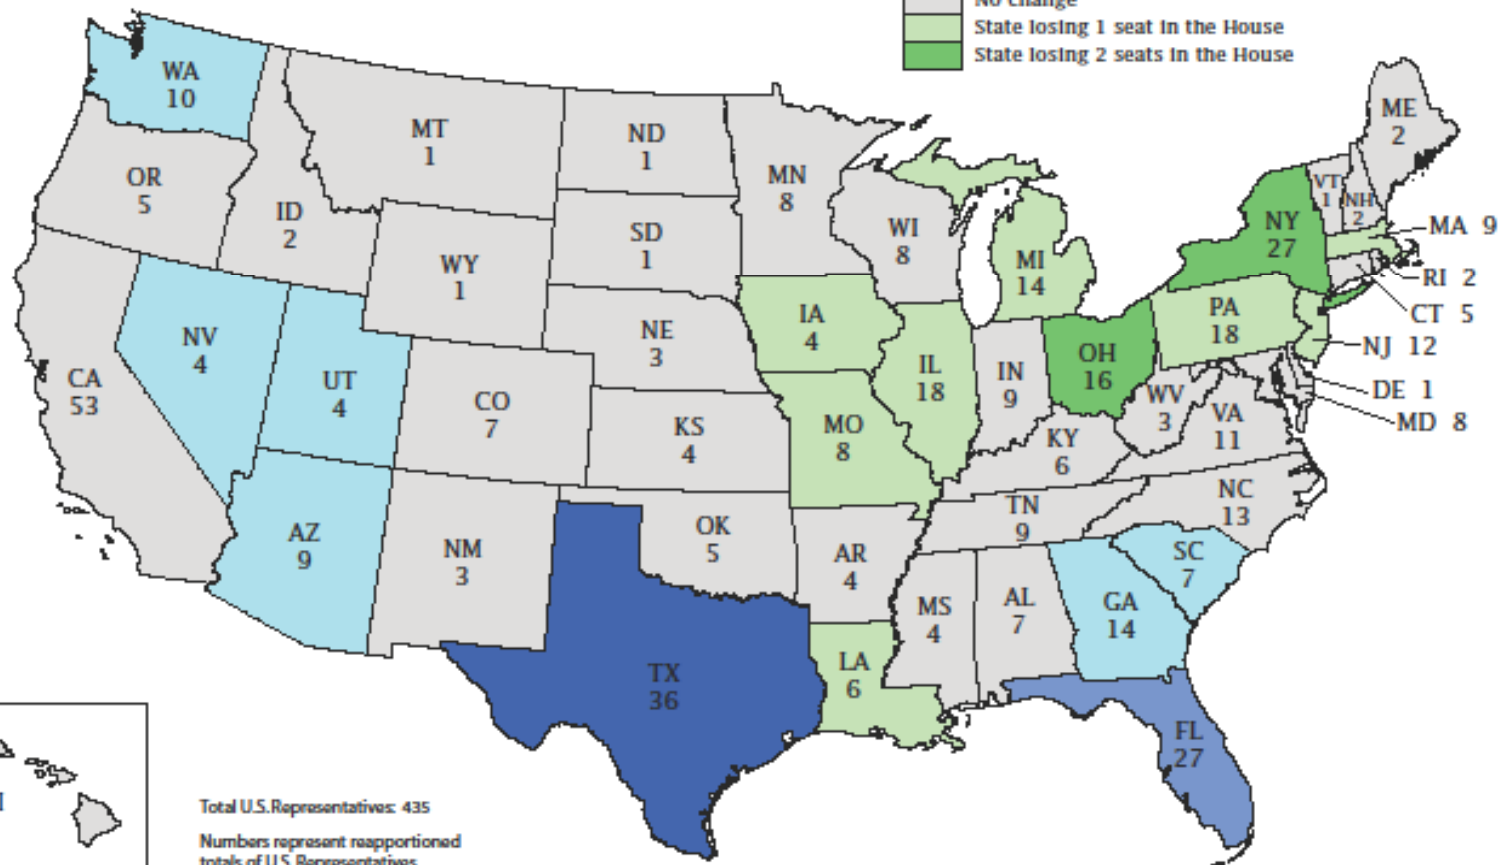 No Change
State losing 1 seat in the House
State losing 2 seats in the House
WA
10
MT
1
ND
1
MN
8
ME
2
OR
5
ID
2
SD
1
WI
8
MI
14
NY
27
VT
1
NH
2
MA 9
RI 2
CT 5
NJ 12
DE 1
MD 8
WY
1
NV
4
UT
4
CA
53
CO
7
NE
3
IA
4
IL
18
IN
9
OH
16
PA
18
WV
3
VA
11
KS
4
MO
8
KY
6
NC
13
TN
9
AZ
9
NM
3
OK
5
AR
4
SC
7
MS
4
AL
7
GA
14
TX
36
LA
6
FL
27
Total U.S. Representatives: 435
Numbers represent reapportioned
totals of U.S. Representatives